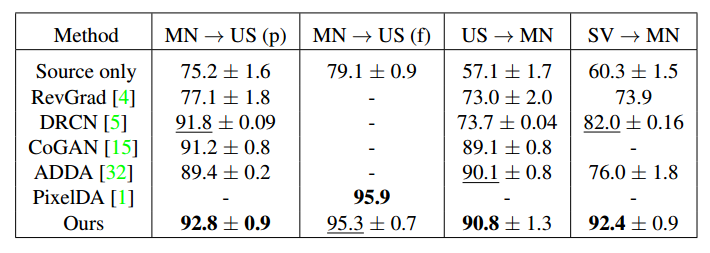 Method MN → US (p) MN → US (f) US → MN SV → MN
Source only 75.2 ± 1.6 79.1 ± 0.9 57.1 ± 1.7 60.3 ± 1.5
RevGrad [4] 77.1 ± 1.8 - 73.0 ± 2.0 73.9
DRCN [5] 91.8 ± 0.09 - 73.7 ± 0.04 82.0 ± 0.16
CoGAN [15] 91.2 ± 0.8 - 89.1 ± 0.8 -
ADDA [32] 89.4 ± 0.2 - 90.1 ± 0.8 76.0 ± 1.8
PixelDA [1] - 95.9 - -
Ours 92.8 ± 0.9 95.3 ± 0.7 90.8 ± 1.3 92.4 ± 0.9